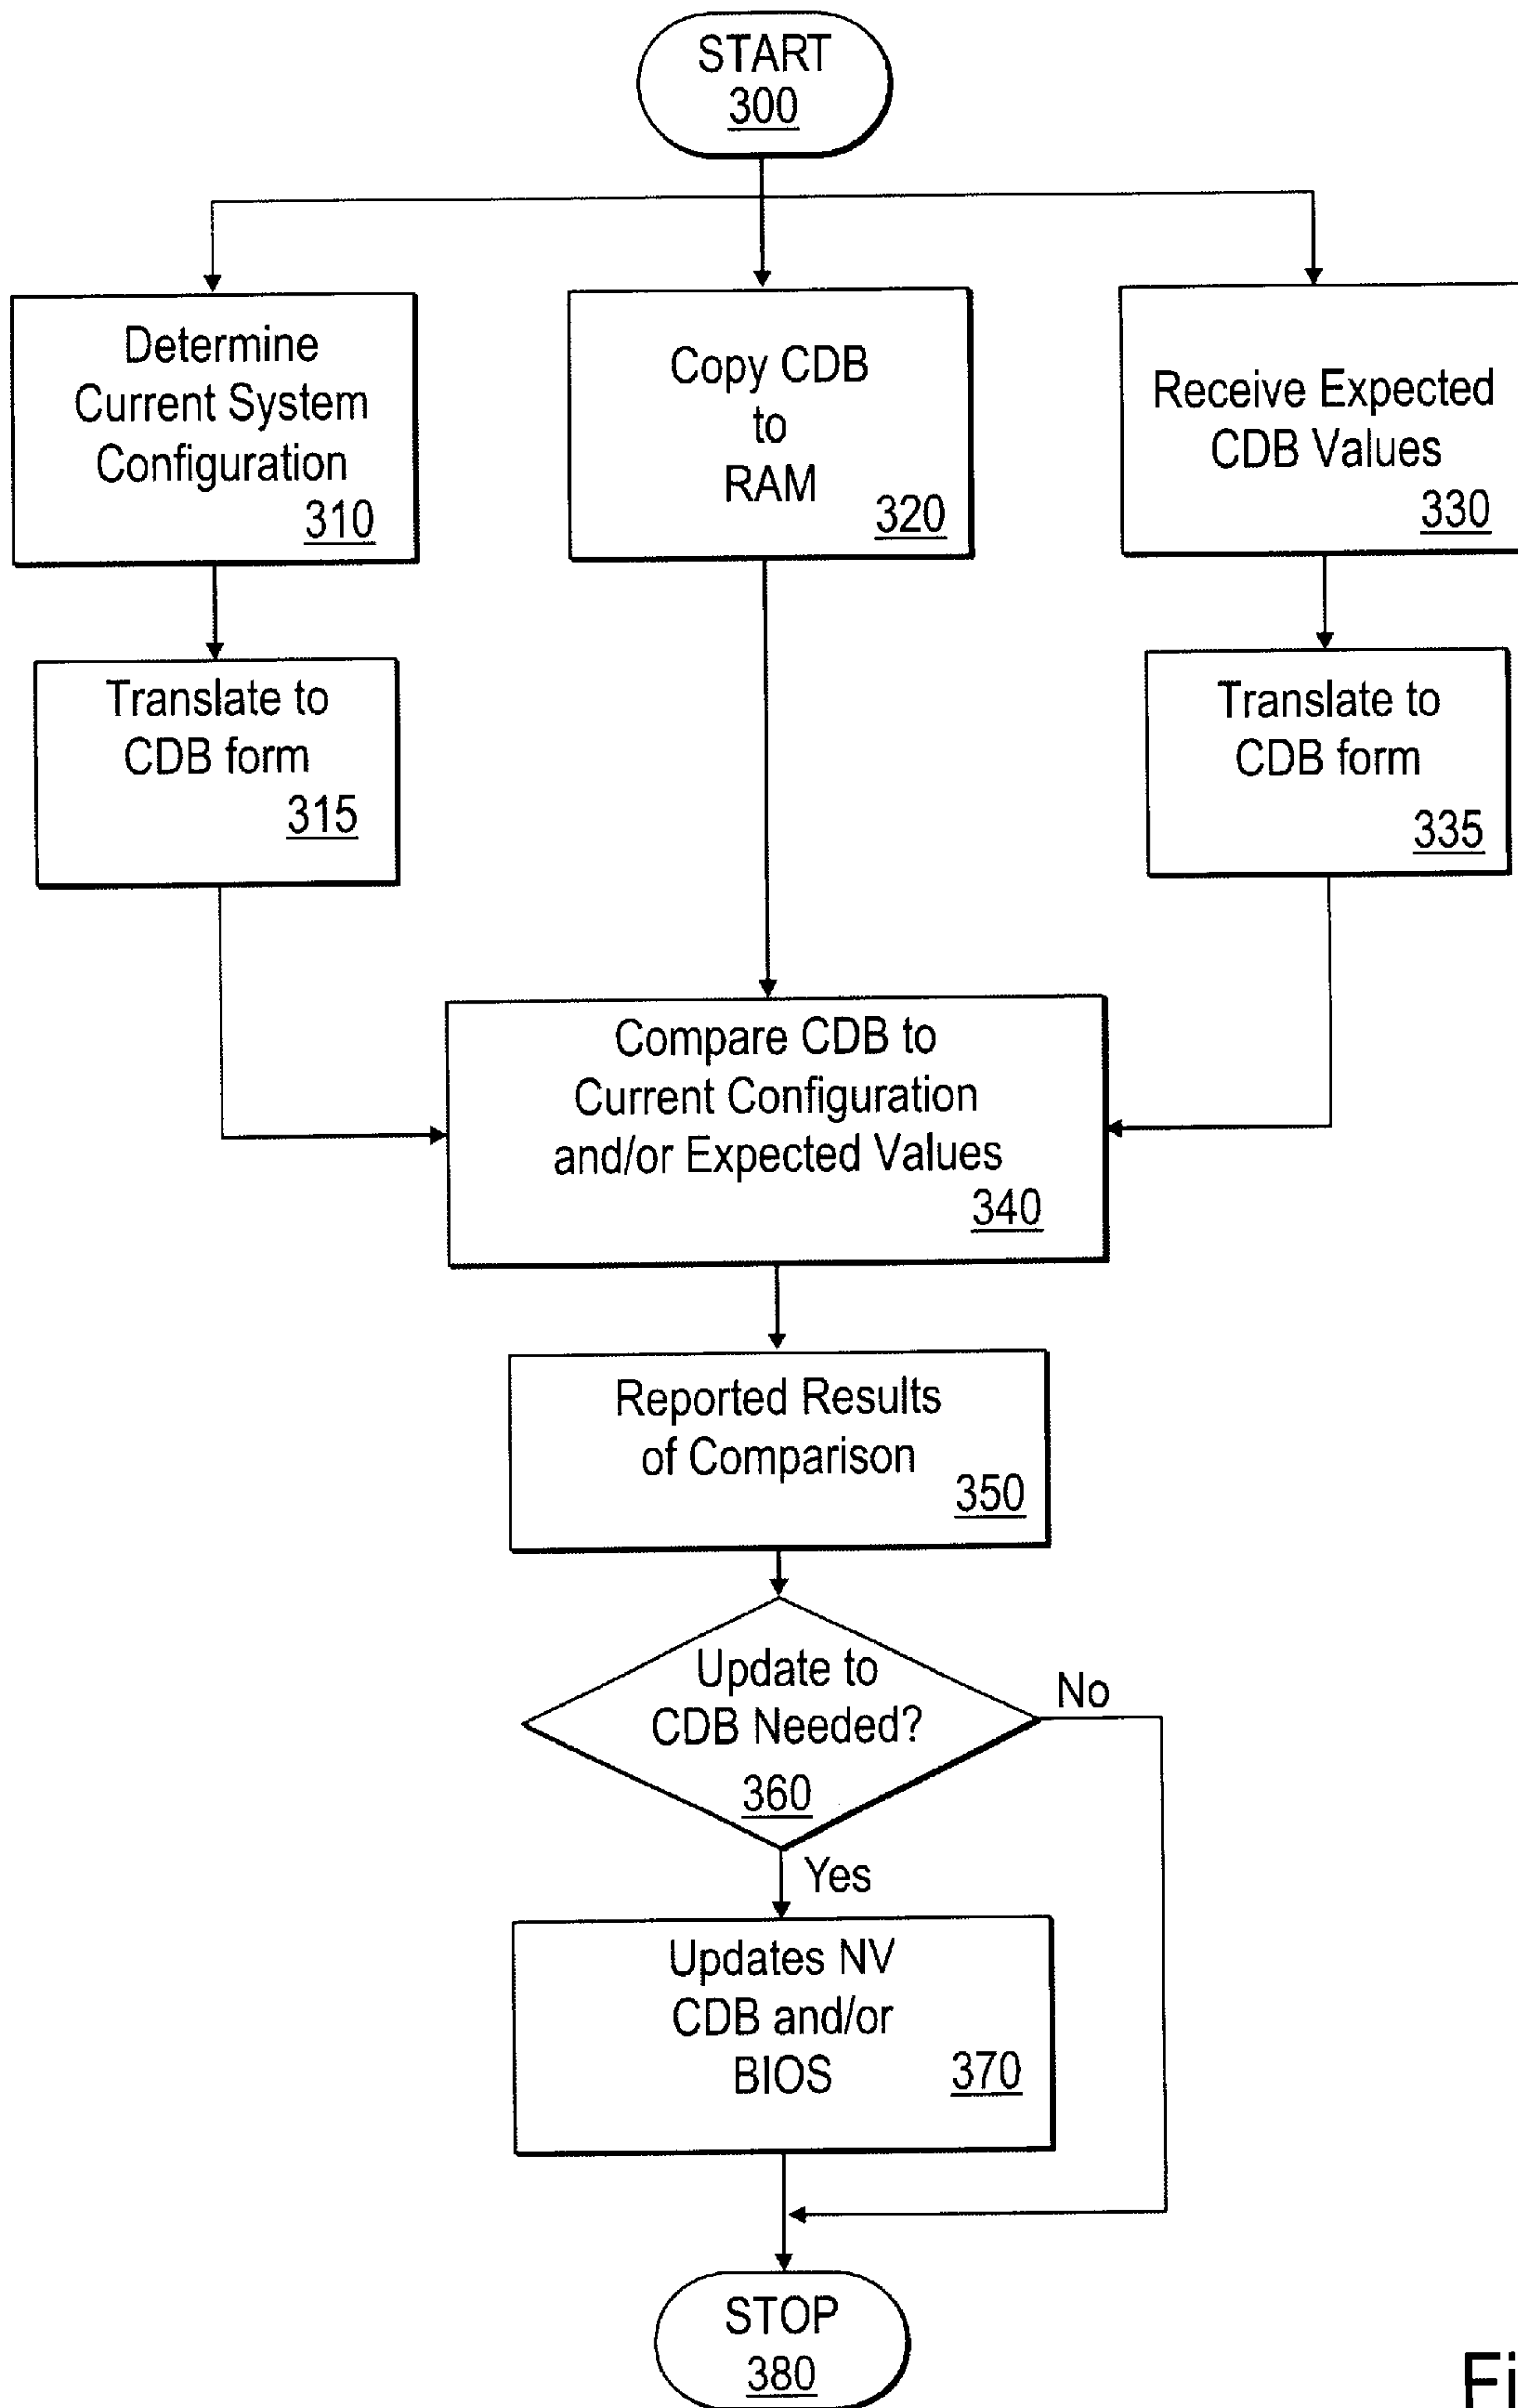 START
300
Determine
Current System
Configuration
310
Copy CDB
to
RAM
320
Receive Expected
CDB Values
330
Translate to
CDB form
315
Translate to
CDB form
335
Compare CDB to
Current Configuration
and/or Expected Values
340
Reported Results
of Comparison
350
Update to
CDB Needed?
360
No
Yes
Updates NV
CDB and/or
BIOS
370
STOP
380